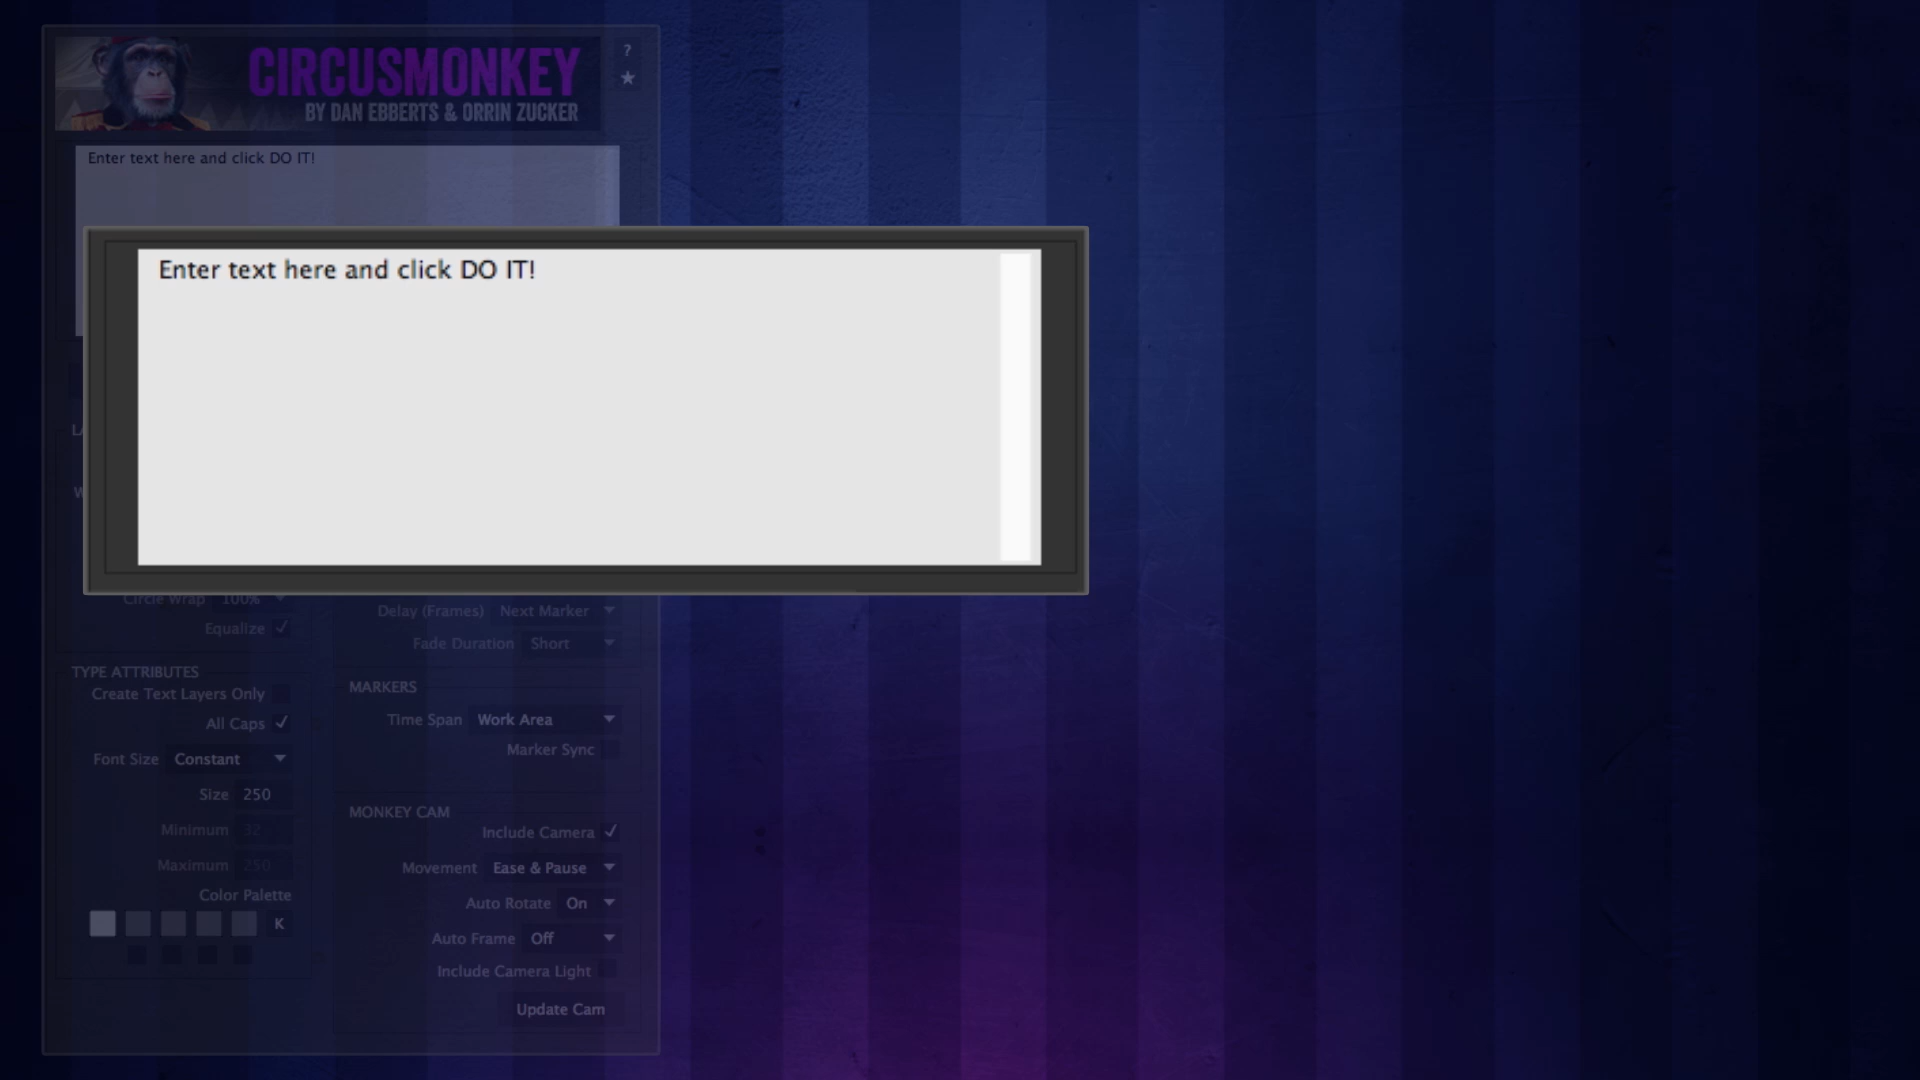 CIRCUSMONKEY
BY DAN EBBERTS & ORRIN ZUCKER
?
Enter text here and click DO IT!
Enter text here and click DO IT!
Circle Wrap 100%
Equalize
Delay (Frames) Next Marker
Fade Duration Short
TYPE ATTRIBUTES
Create Text Layers Only
All Caps
Font Size Constant
Size 250
Minimum 32
Maximum 250
Color Palette
K
MARKERS
Time Span Work Area
Marker Sync
MONKEY CAM
Include Camera
Movement Ease & Pause
Auto Rotate On
Auto Frame Off
Include Camera Light
Update Cam